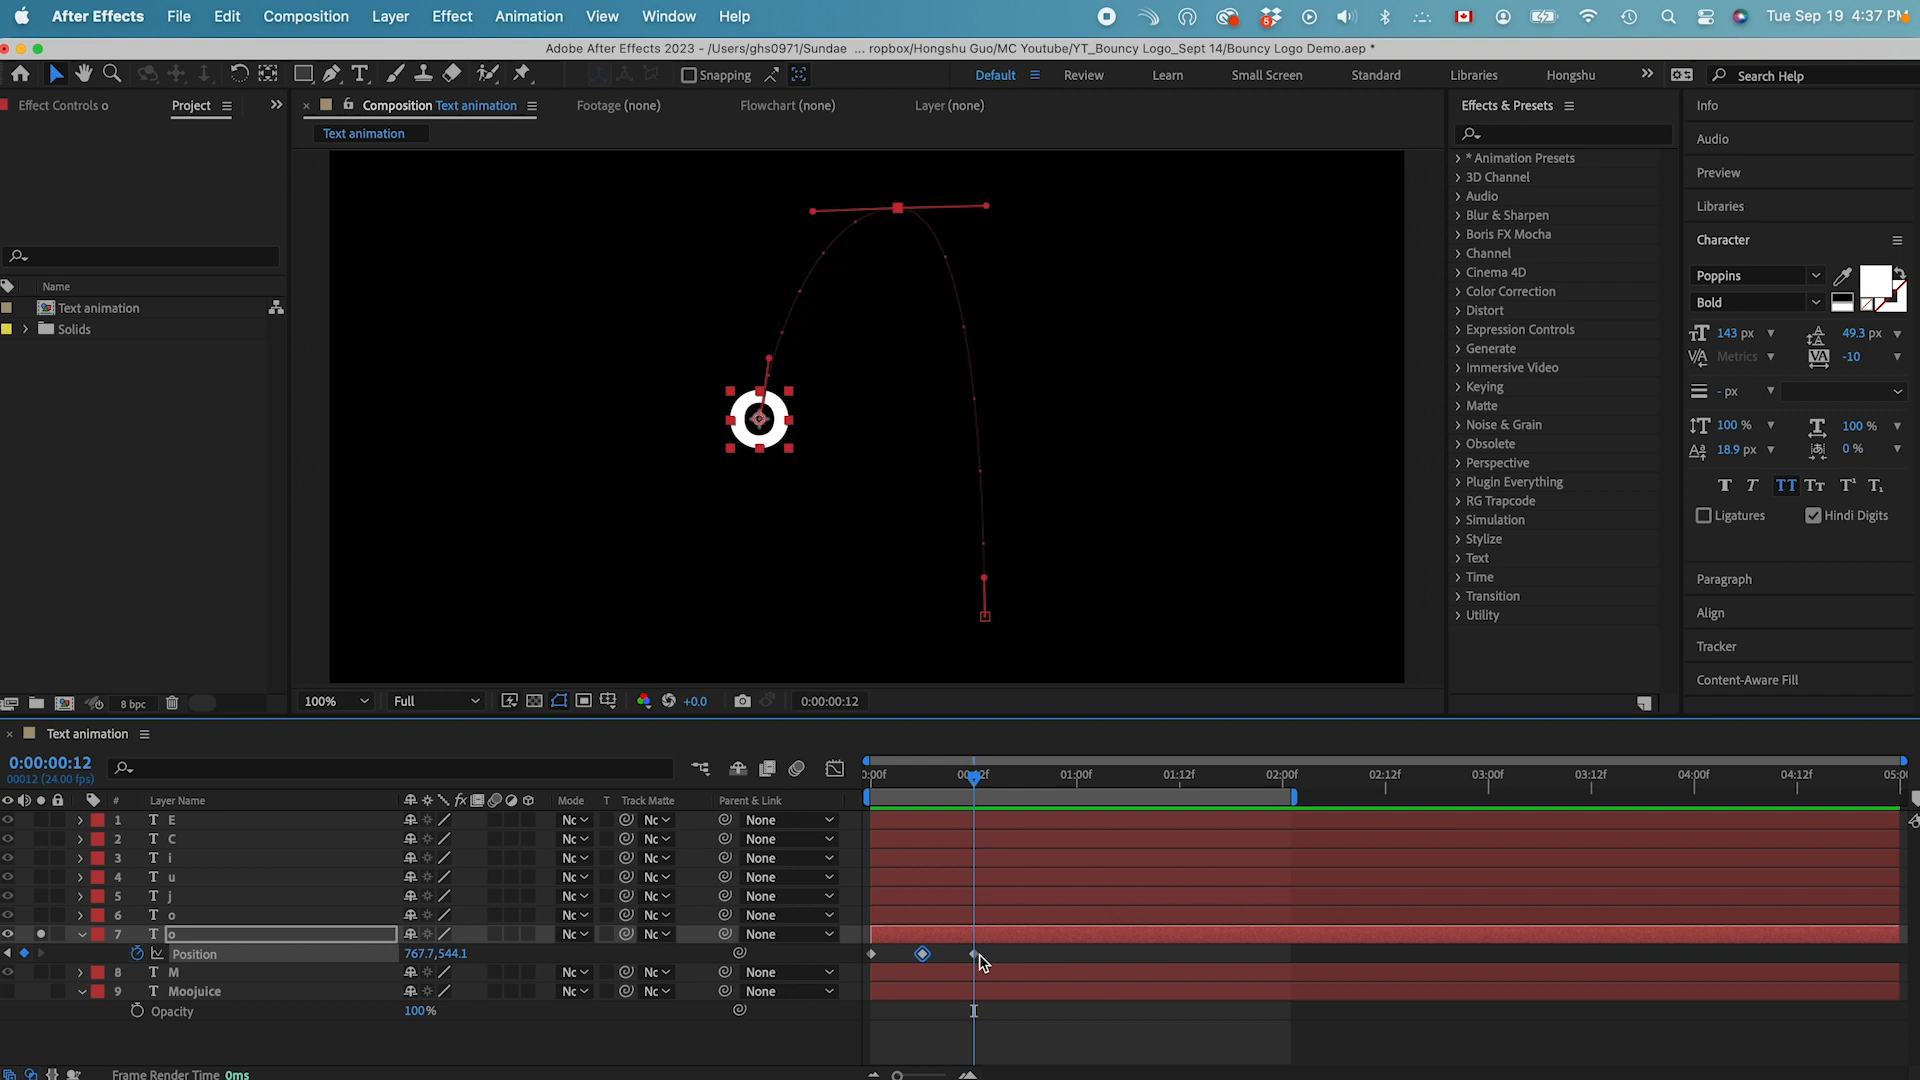 After Effects File Edit Composition Layer Effect Animation View Window Help
5
Tue Sep 19 4:37 PM
Adobe After Effects 2023 - /Users/ghs0971/Sundae ... ropbox/Hongshu Guo/MC Youtube/YT_Bouncy Logo_Sept 14/Bouncy Logo Demo.aep *
Snapping Default Review Learn Small Screen Standard Libraries Hongshu Search Help
Effect Controls o Project
Composition Text animation Footage (none) Flowchart (none) Layer (none)
Text animation
Name
Text animation
Solids
8 bpc
o
100% Full +0.0 0:00:00:12
Effects & Presets
* Animation Presets
3D Channel
Audio
Blur & Sharpen
Boris FX Mocha
Channel
Cinema 4D
Color Correction
Distort
Expression Controls
Generate
Immersive Video
Keying
Matte
Noise & Grain
Obsolete
Perspective
Plugin Everything
RG Trapcode
Simulation
Stylize
Text
Time
Transition
Utility
Info
Audio
Preview
Libraries
Character
Poppins
Bold
143 px 49.3 px
Metrics -10
- px
100 % 100 %
18.9 px 0 %
Ligatures Hindi Digits
Paragraph
Align
Tracker
Content-Aware Fill
Text animation
0:00:00:12
00012 (24.00 fps)
:00f 00:12f 01:00f 01:12f 02:00f 02:12f 03:00f 03:12f 04:00f 04:12f 05:00
# Layer Name fx Mode T Track Matte Parent & Link
1 T E None
2 T C None
3 T i None
4 T u None
5 T j None
6 T o None
7 T o None
Position 767.7,544.1
8 T M None
9 T Moojuice None
Opacity 100%
Frame Render Time 0ms